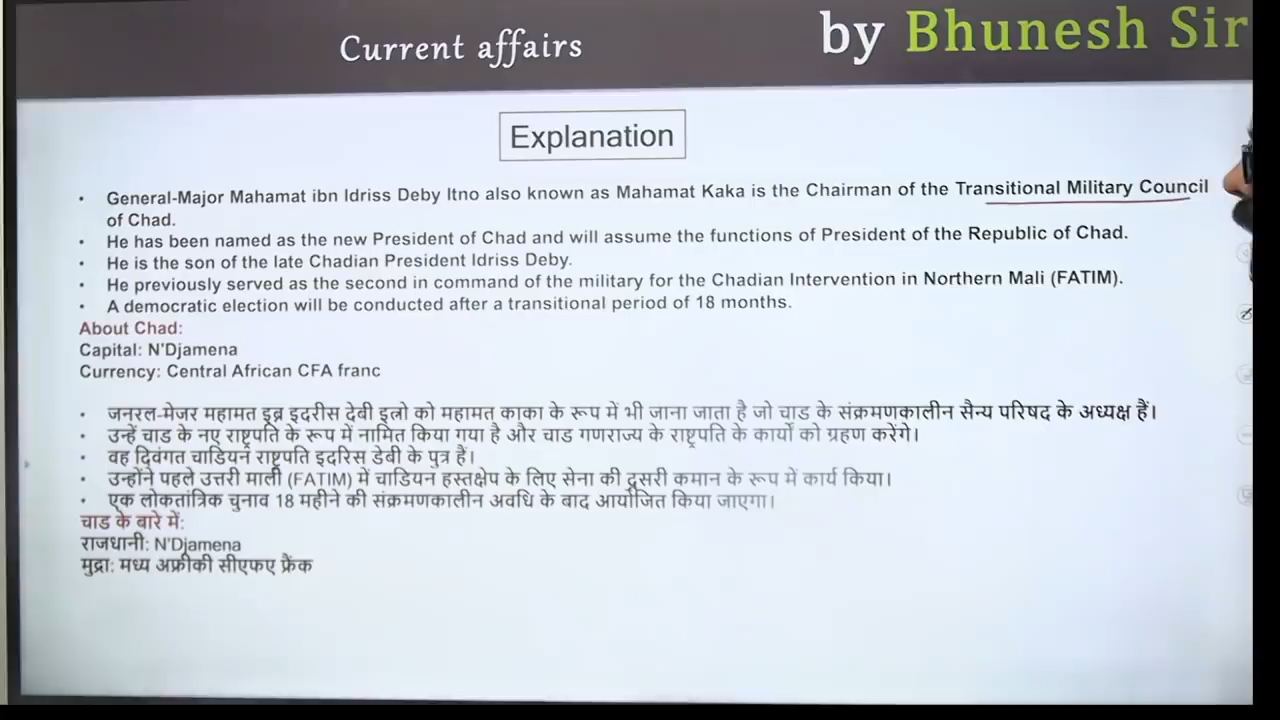 Current affairs
by Bhunesh Sir
Explanation
• General-Major Mahamat ibn Idriss Deby Itno also known as Mahamat Kaka is the Chairman of the Transitional Military Council
of Chad.
• He has been named as the new President of Chad and will assume the functions of President of the Republic of Chad.
• He is the son of the late Chadian President Idriss Deby.
• He previously served as the second in command of the military for the Chadian Intervention in Northern Mali (FATIM).
• A democratic election will be conducted after a transitional period of 18 months.
About Chad:
Capital: N'Djamena
Currency: Central African CFA franc
• जनरल-मेजर महामत इब्न इदरीस देबी इत्नो को महामत काका के रूप में भी जाना जाता है जो चाड के संक्रमणकालीन सैन्य परिषद के अध्यक्ष हैं।
• उन्हें चाड के नए राष्ट्रपति के रूप में नामित किया गया है और चाड गणराज्य के राष्ट्रपति के कार्यों को ग्रहण करेंगे।
• वह दिवंगत चाडियन राष्ट्रपति इदरिस डेबी के पुत्र हैं।
• उन्होंने पहले उत्तरी माली (FATIM) में चाडियन हस्तक्षेप के लिए सेना की दूसरी कमान के रूप में कार्य किया।
• एक लोकतांत्रिक चुनाव 18 महीने की संक्रमणकालीन अवधि के बाद आयोजित किया जाएगा।
चाड के बारे में:
राजधानी: N'Djamena
मुद्रा: मध्य अफ्रीकी सीएफए फ्रैंक